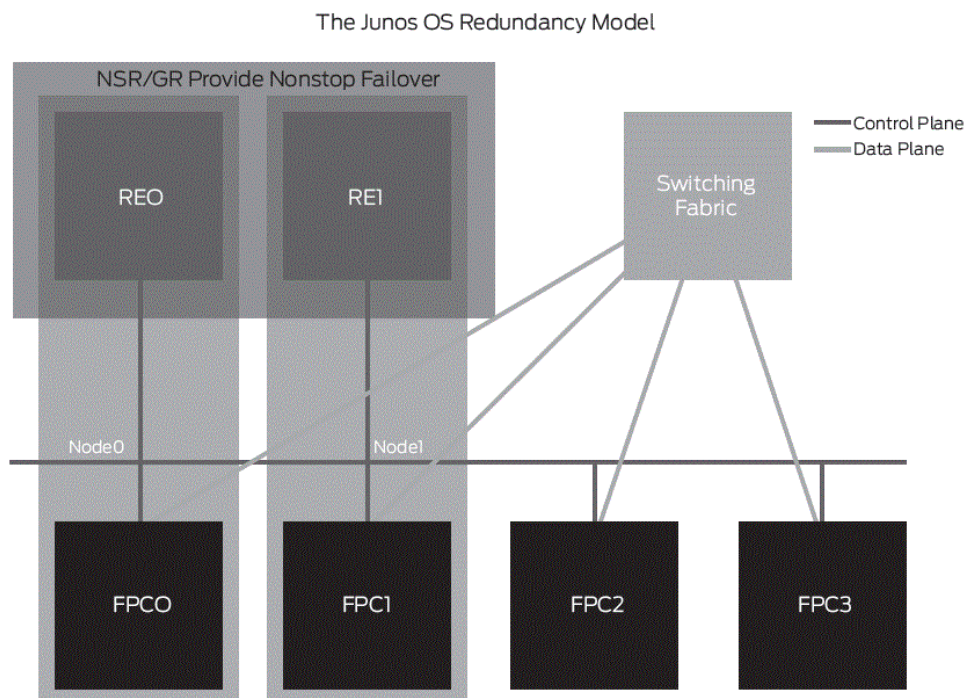 The Junos OS Redundancy Model
NSR/GR Provide Nonstop Failover
RE0
RE1
Switching
Fabric
Control Plane
Data Plane
Node0
Node1
FPC0
FPC1
FPC2
FPC3